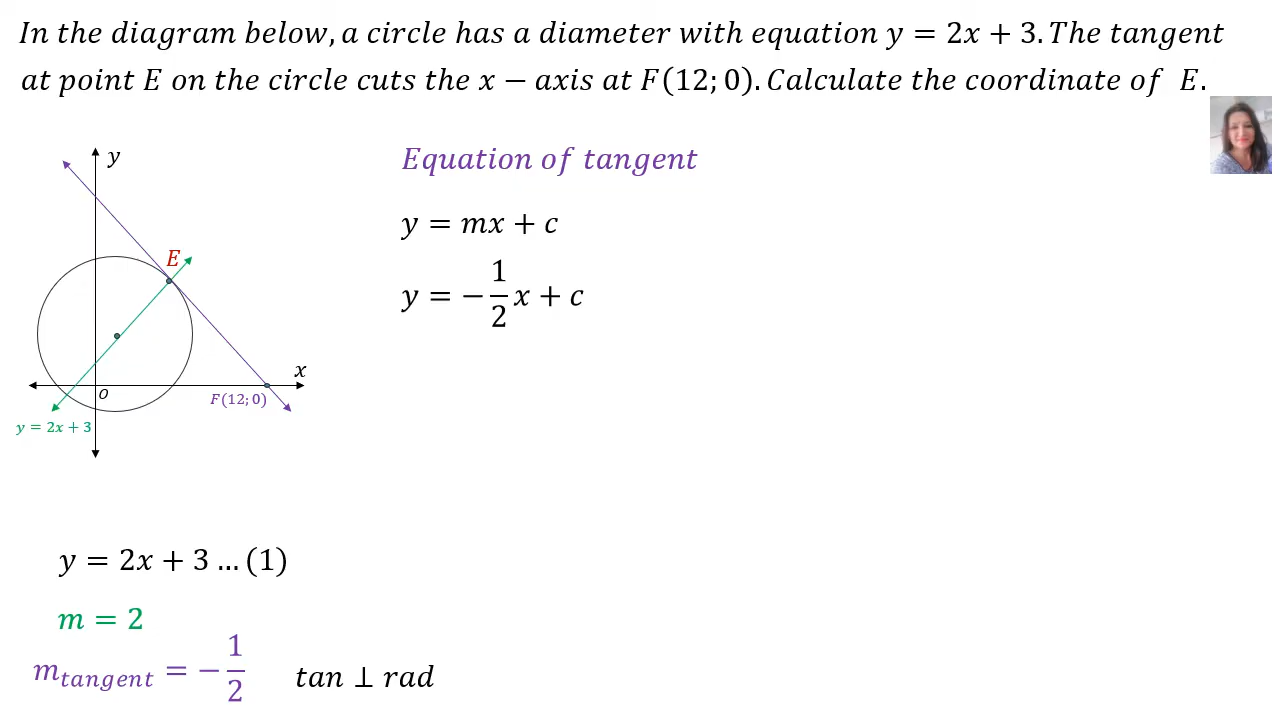 In the diagram below, a circle has a diameter with equation y = 2x + 3. The tangent
at point E on the circle cuts the x − axis at F(12; 0). Calculate the coordinate of E.
Equation of tangent
y = mx + c
y = −1/2x + c
y
E
x
O
F(12; 0)
y = 2x + 3
y = 2x + 3 … (1)
m = 2
m_tangent = −1/2
tan ⊥ rad